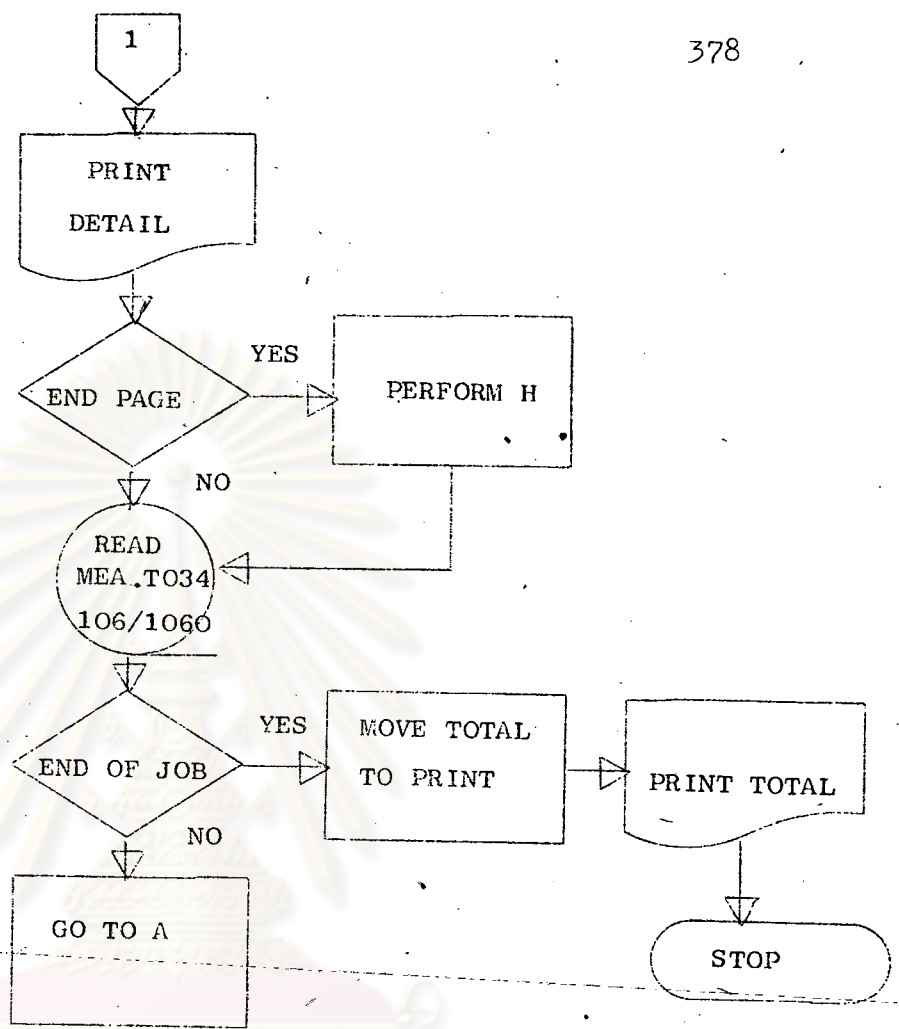 378
1
PRINT
DETAIL
END PAGE
YES
PERFORM H
NO
READ
MEA.TO34
106/1060
END OF JOB
YES
MOVE TOTAL
TO PRINT
PRINT TOTAL
NO
GO TO A
STOP